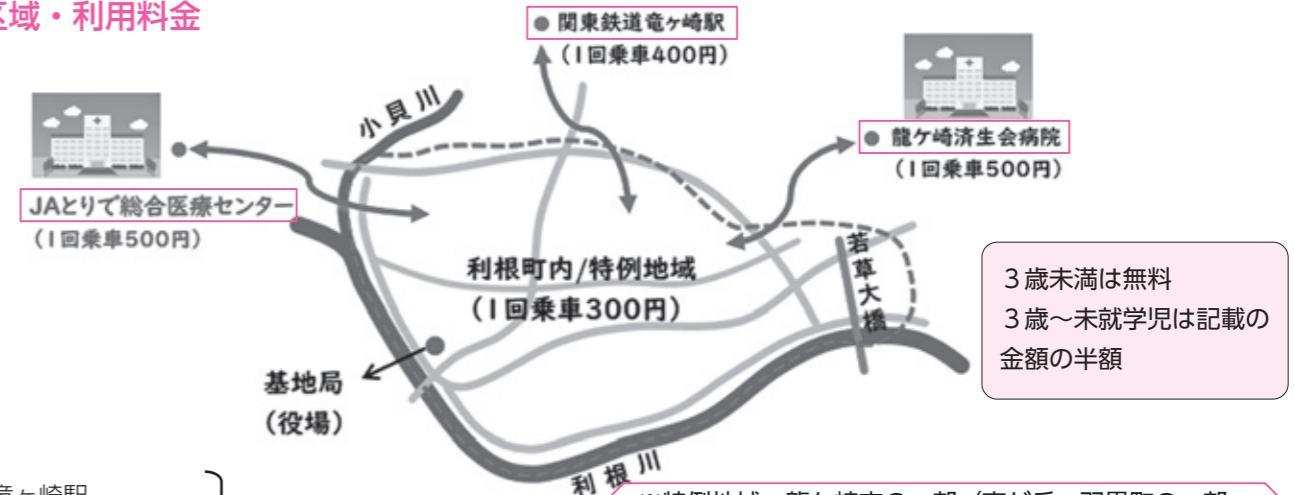 区域・利用料金
関東鉄道竜ヶ崎駅
(1回乗車400円)
小貝川
龍ケ崎済生会病院
(1回乗車500円)
JAとりで総合医療センター
(1回乗車500円)
利根町内/特例地域
(1回乗車300円)
若草大橋
3歳未満は無料
3歳〜未就学児は記載の
金額の半額
基地局
(役場)
利根川
竜ヶ崎駅